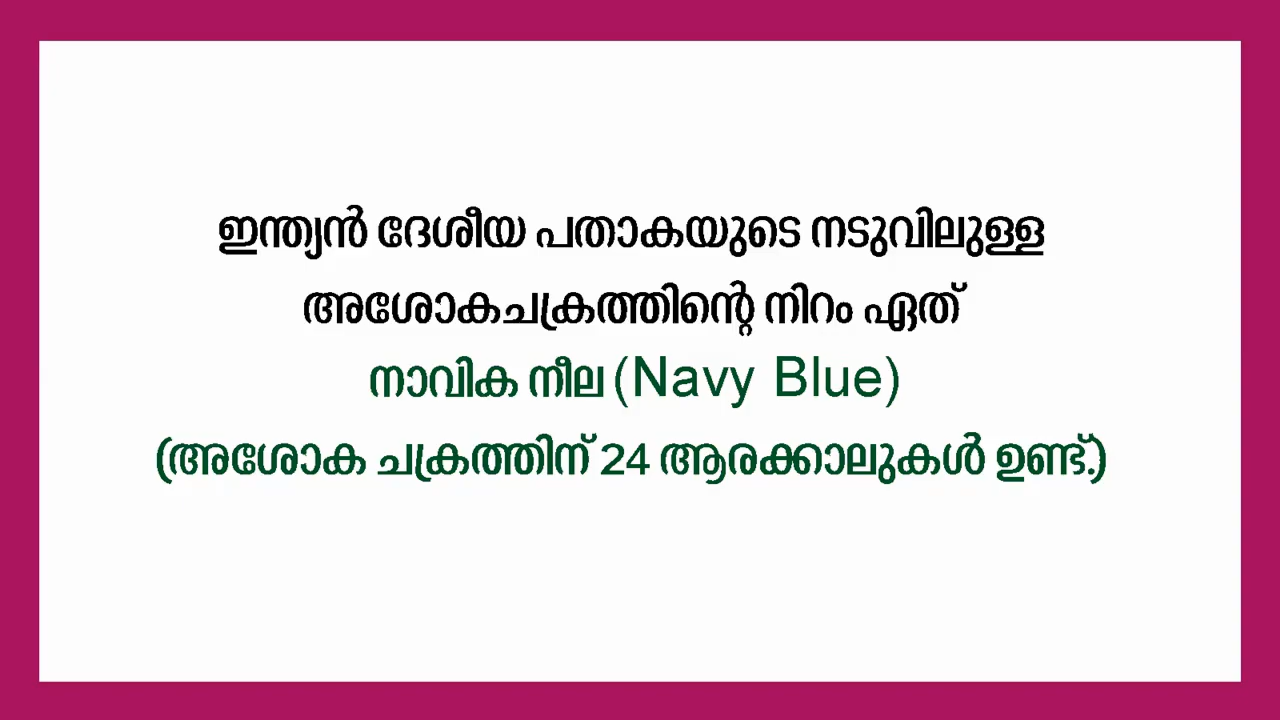 ഇന്ത്യൻ ദേശീയ പതാകയുടെ നടുവിലുള്ള
അശോകചക്രത്തിന്റെ നിറം ഏത്
നാവിക നീല (Navy Blue)
(അശോക ചക്രത്തിന് 24 ആരക്കാലുകൾ ഉണ്ട്.)